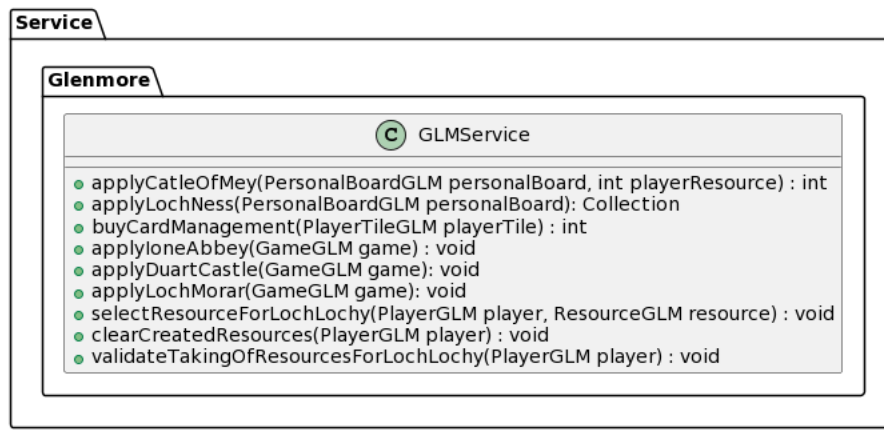 Service
Glenmore
C GLMService
applyCatleOfMey(PersonalBoardGLM personalBoard, int playerResource) : int
applyLochNess(PersonalBoardGLM personalBoard): Collection
buyCardManagement(PlayerTileGLM playerTile) : int
applyIoneAbbey(GameGLM game) : void
applyDuartCastle(GameGLM game): void
applyLochMorar(GameGLM game): void
selectResourceForLochLochy(PlayerGLM player, ResourceGLM resource) : void
clearCreatedResources(PlayerGLM player) : void
validateTakingOfResourcesForLochLochy(PlayerGLM player) : void